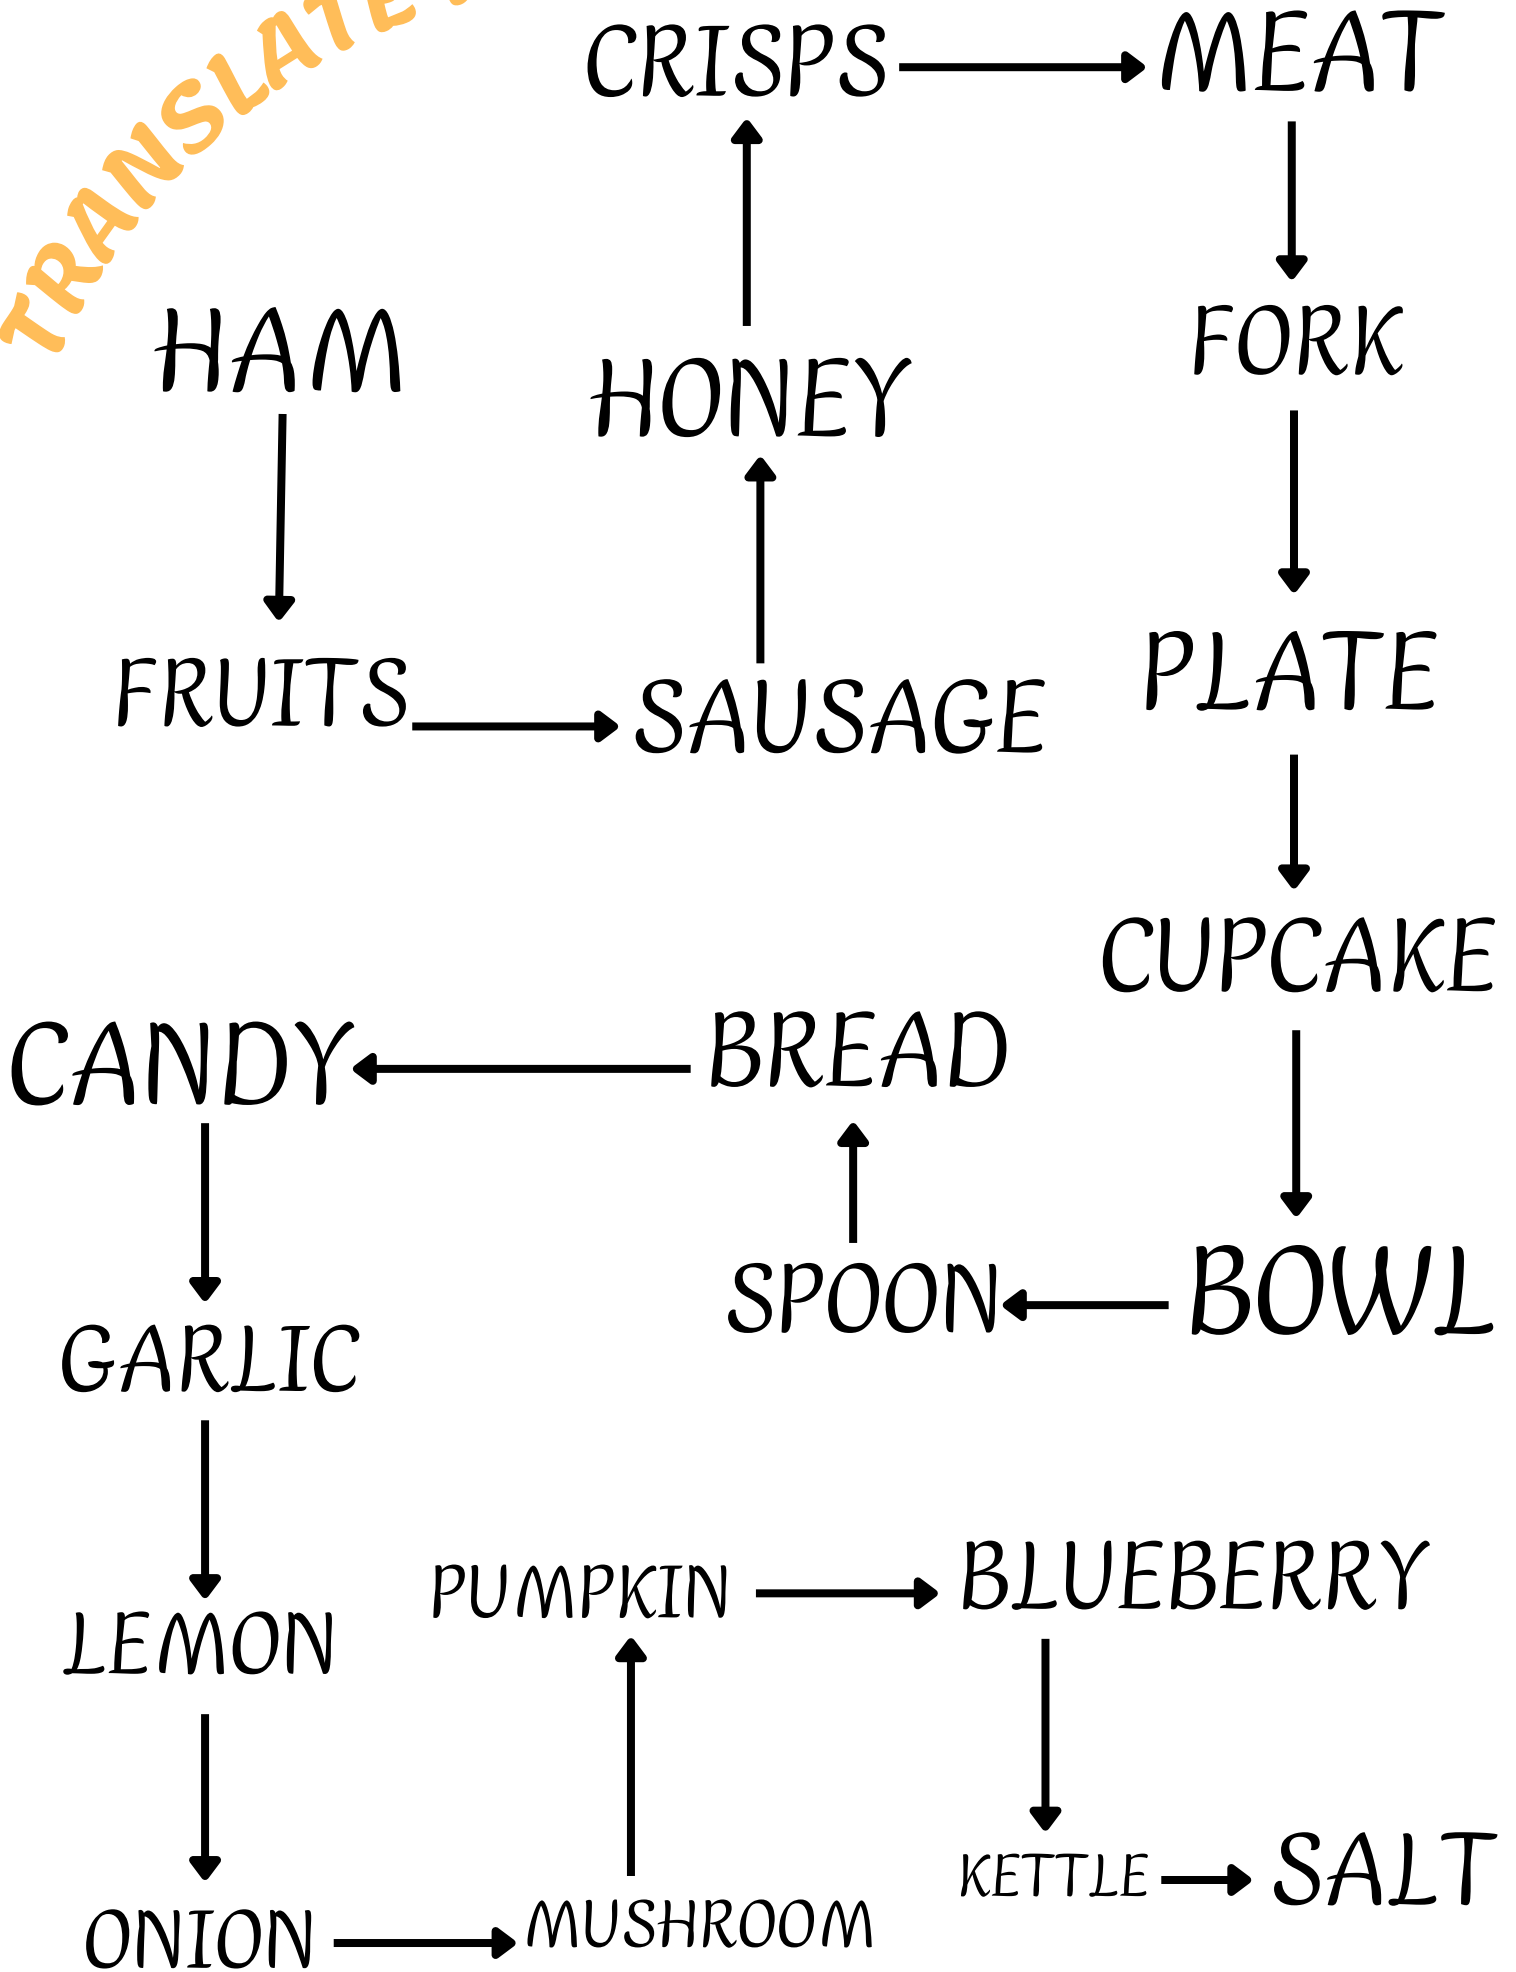 TRANSLATE
CRISPS
MEAT
HAM
HONEY
FORK
FRUITS
SAUSAGE
PLATE
CUPCAKE
CANDY
BREAD
SPOON
BOWL
GARLIC
LEMON
PUMPKIN
BLUEBERRY
ONION
MUSHROOM
KETTLE
SALT